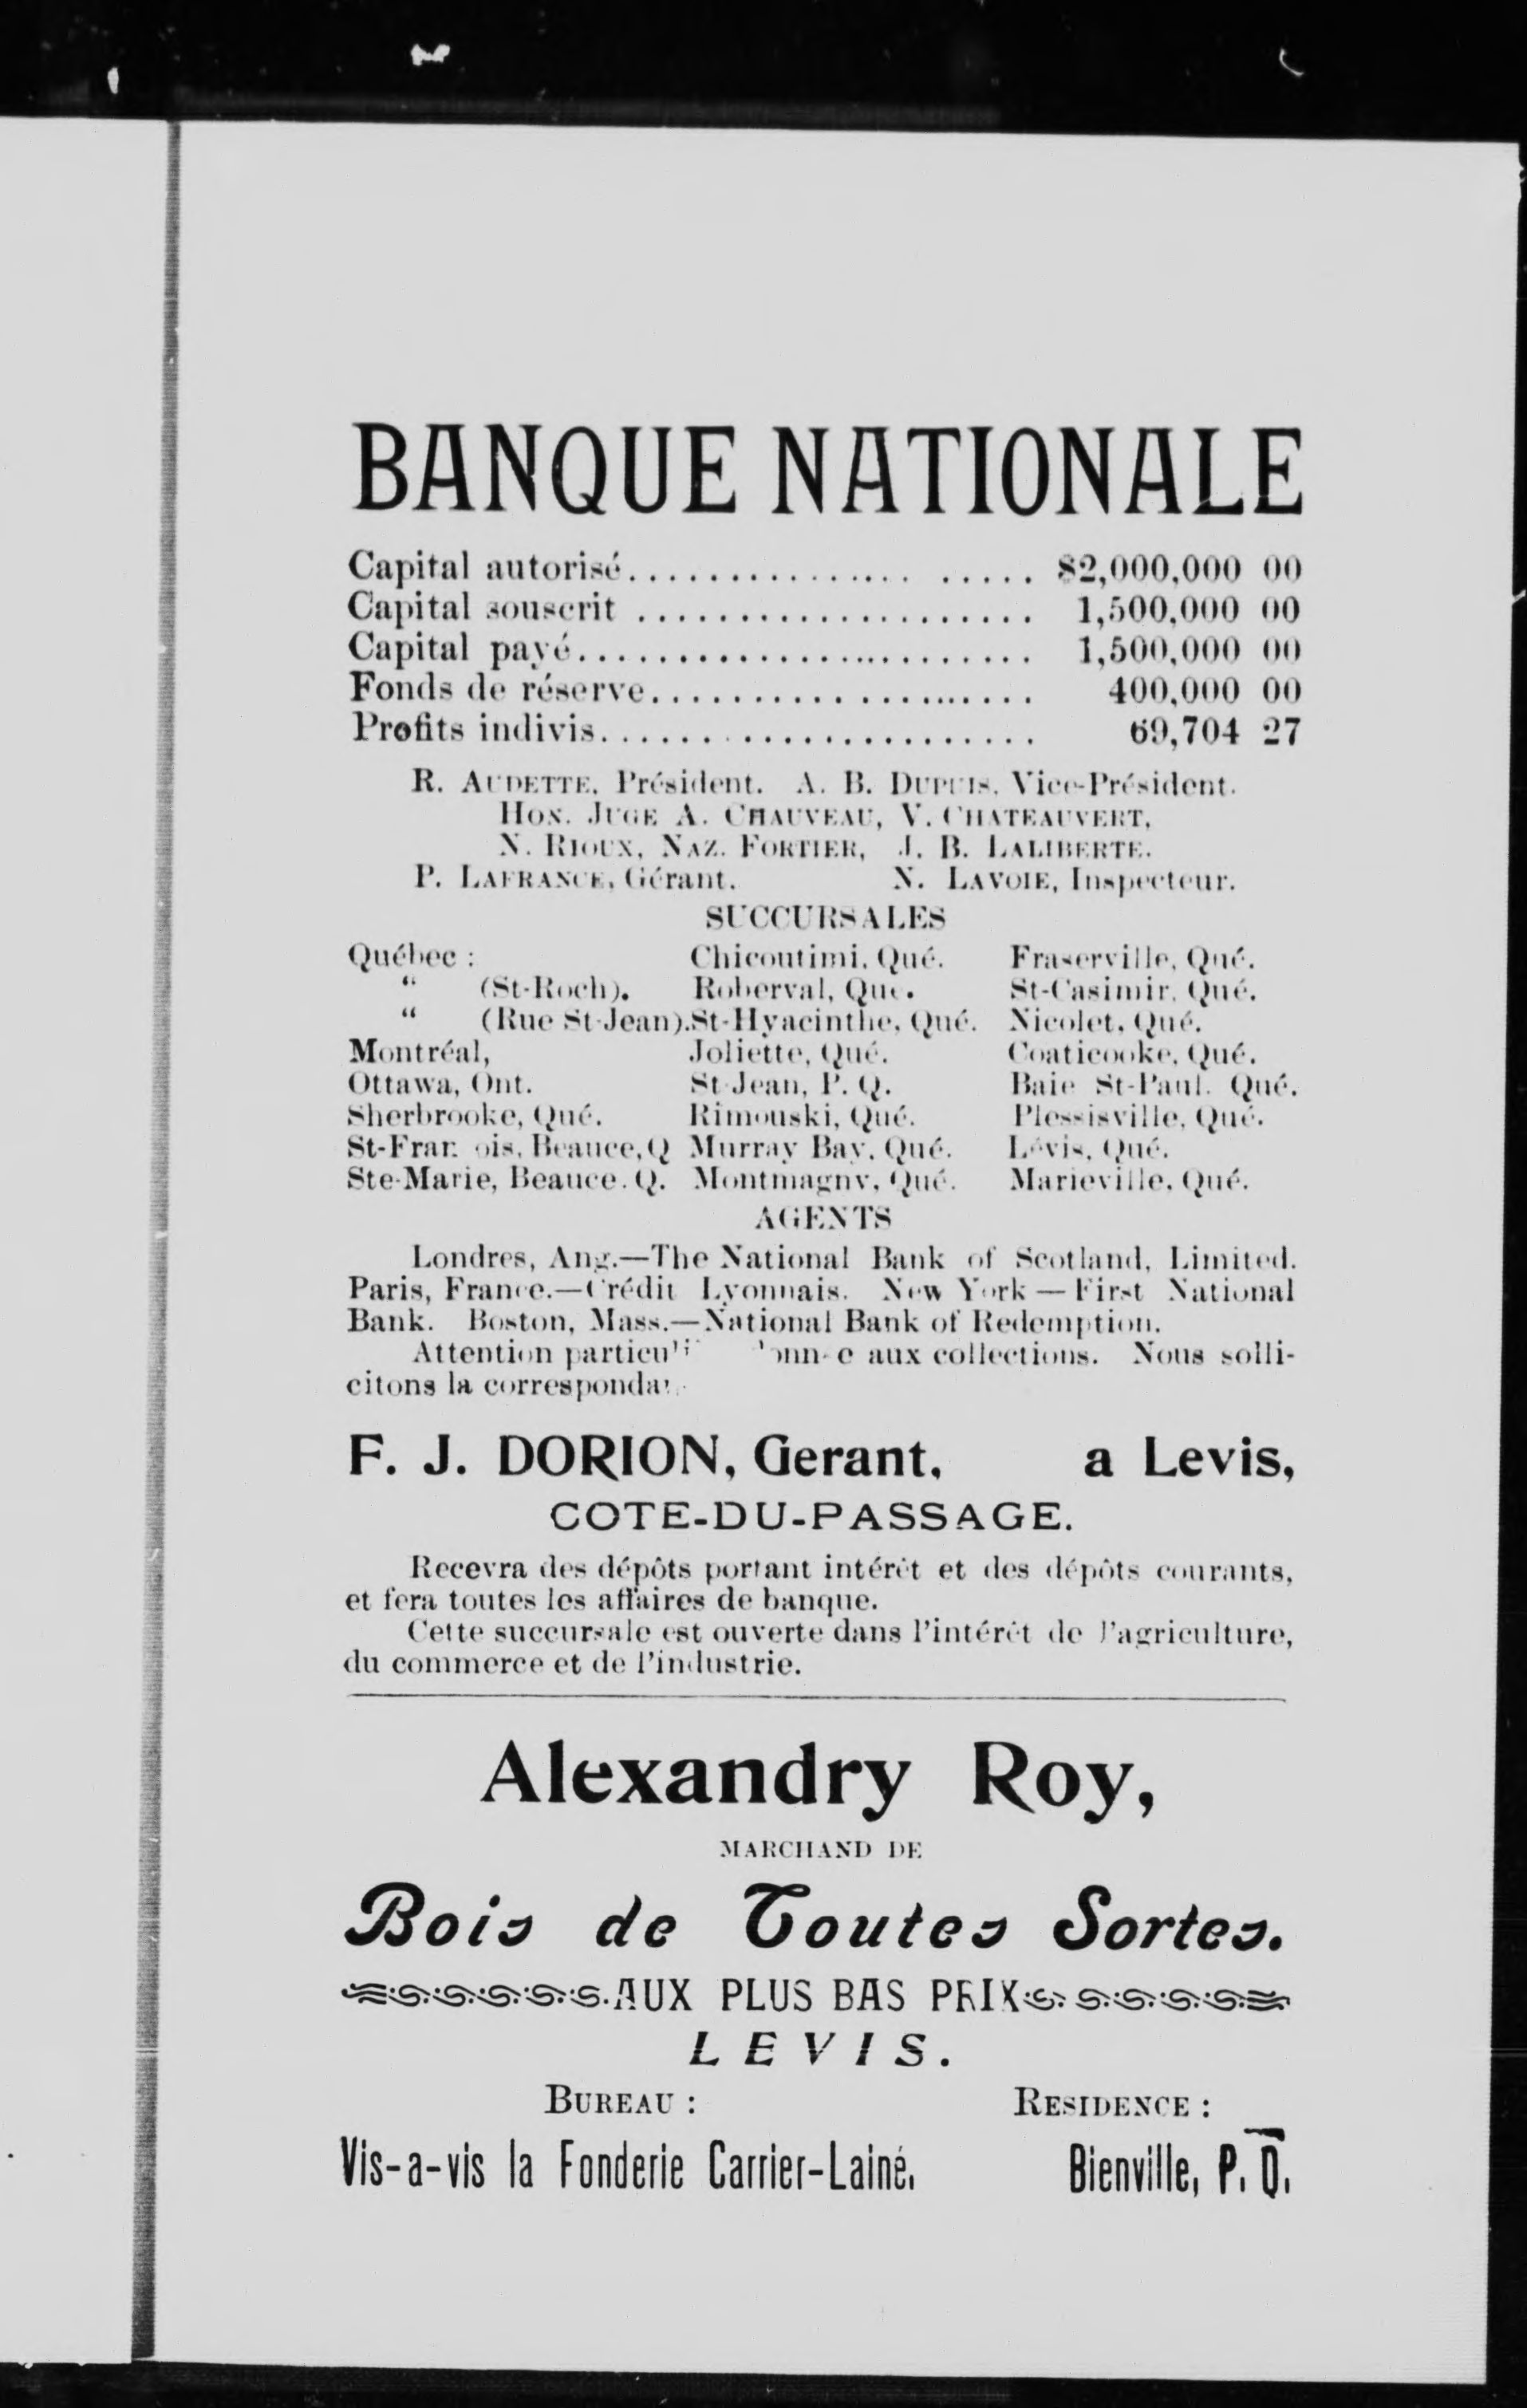 BANQUE NATIONALE
Capital autorisé.................... $2,000,000 00
Capital souscrit .................... 1,500,000 00
Capital payé........................ 1,500,000 00
Fonds de réserve.................... 400,000 00
Profits indivis...................... 69,704 27
R. AUDETTE, Président. A. B. DUPUIS, Vice-Président.
HON. JUGE A. CHAUVEAU, V. CHATEAUVERT,
N. RIOUX, NAZ. FORTIER, J. B. LALIBERTE.
P. LAFRANCE, Gérant. N. LAVOIE, Inspecteur.
SUCCURSALES
Québec : Chicoutimi, Qué. Fraserville, Qué.
“ (St-Roch). Roberval, Qué. St-Casimir, Qué.
“ (Rue St-Jean). St-Hyacinthe, Qué. Nicolet, Qué.
Montréal, Joliette, Qué. Coaticooke, Qué.
Ottawa, Ont. St-Jean, P. Q. Baie St-Paul, Qué.
Sherbrooke, Qué. Rimouski, Qué. Plessisville, Qué.
St-François, Beauce, Q Murray Bay, Qué. Lévis, Qué.
Ste-Marie, Beauce. Q. Montmagny, Qué. Marieville, Qué.
AGENTS
Londres, Ang.—The National Bank of Scotland, Limited.
Paris, France.—Crédit Lyonnais. New York — First National
Bank. Boston, Mass.—National Bank of Redemption.
Attention aux collections. Nous solli-
citons la
F. J. DORION, Gerant, a Levis,
COTE-DU-PASSAGE.
Recevra des dépôts portant intérêt et des dépôts courants,
et fera toutes les affaires de banque.
Cette succursale est ouverte dans l'intérêt de l'agriculture,
du commerce et de l'industrie.
Alexandry Roy,
MARCHAND DE
Bois de Toutes Sortes.
AUX PLUS BAS PRIX
LEVIS.
BUREAU : RESIDENCE :
Vis-a-vis la Fonderie Carrier-Lainé. Bienville, P. Q.